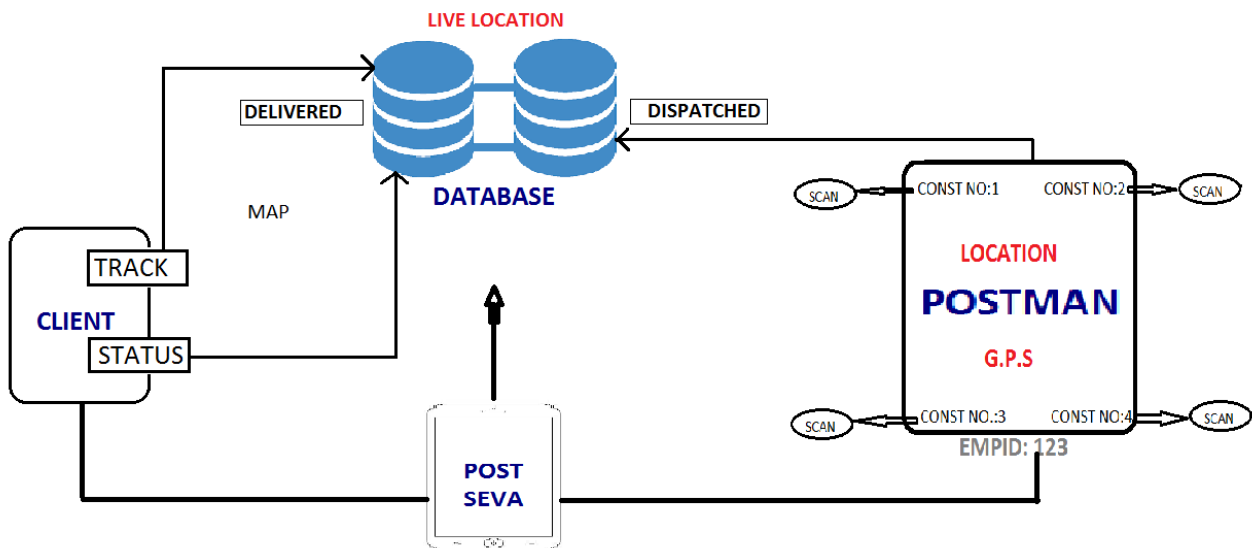 LIVE LOCATION
DELIVERED
DISPATCHED
DATABASE
MAP
TRACK
CLIENT
STATUS
POST
SEVA
CONST NO:1
CONST NO:2
SCAN
SCAN
LOCATION
POSTMAN
G.P.S
CONST NO.:3
CONST NO:4
SCAN
SCAN
EMPID: 123